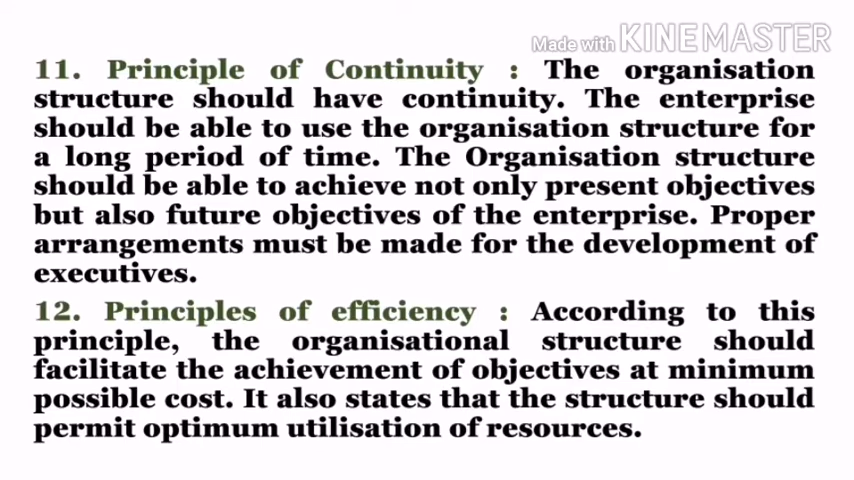 Made with KINEMASTER
11. Principle of Continuity : The organisation
structure should have continuity. The enterprise
should be able to use the organisation structure for
a long period of time. The Organisation structure
should be able to achieve not only present objectives
but also future objectives of the enterprise. Proper
arrangements must be made for the development of
executives.
12. Principles of efficiency : According to this
principle, the organisational structure should
facilitate the achievement of objectives at minimum
possible cost. It also states that the structure should
permit optimum utilisation of resources.